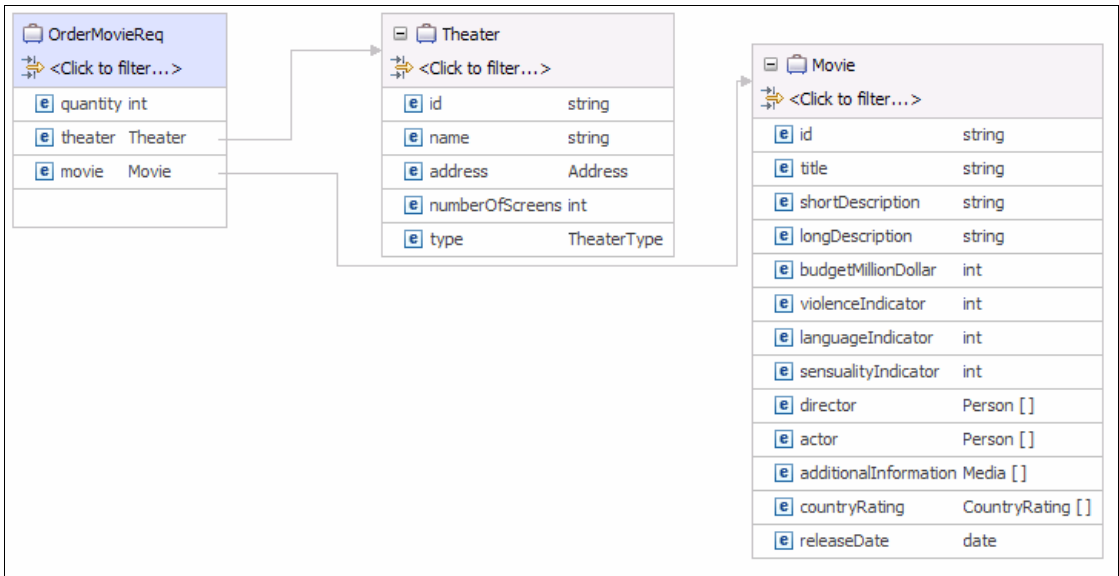 OrderMovieReq
<Click to filter...>
e quantity int
e theater Theater
e movie Movie
Theater
<Click to filter...>
e id string
e name string
e address Address
e numberOfScreens int
e type TheaterType
Movie
<Click to filter...>
e id string
e title string
e shortDescription string
e longDescription string
e budgetMillionDollar int
e violenceIndicator int
e languageIndicator int
e sensualityIndicator int
e director Person []
e actor Person []
e additionalInformation Media []
e countryRating CountryRating []
e releaseDate date